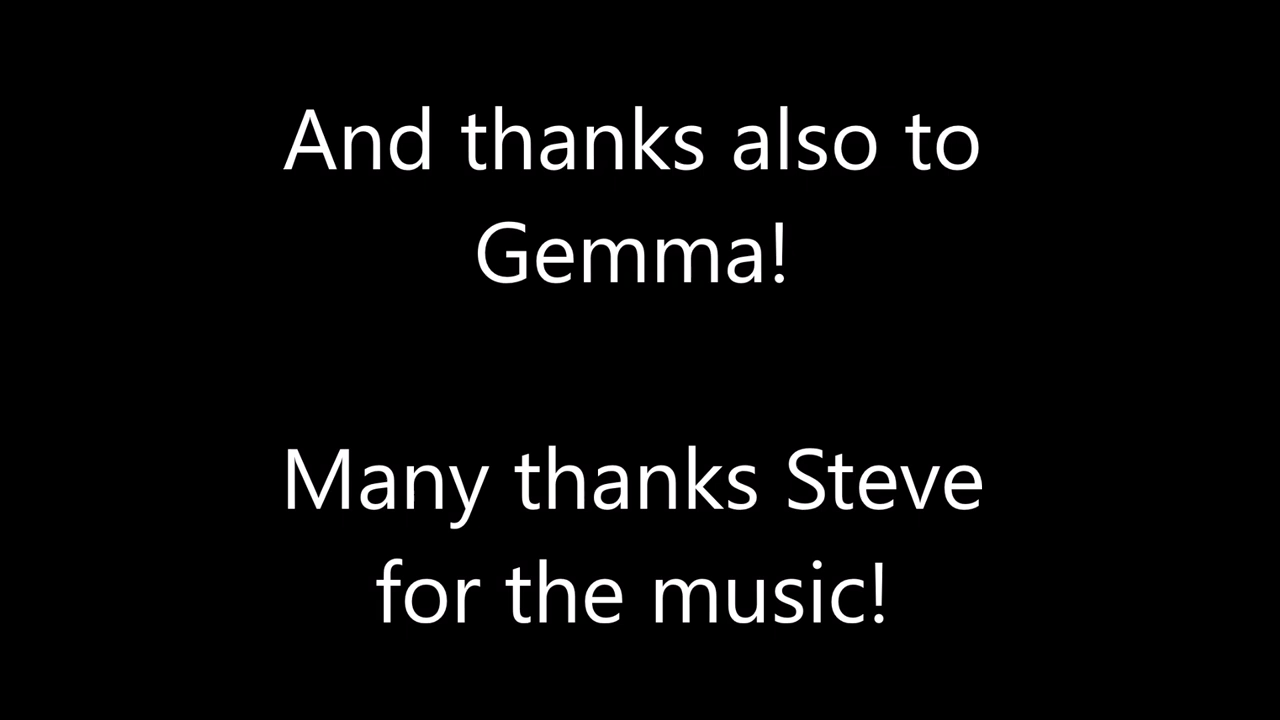 And thanks also to
Gemma!
Many thanks Steve
for the music!